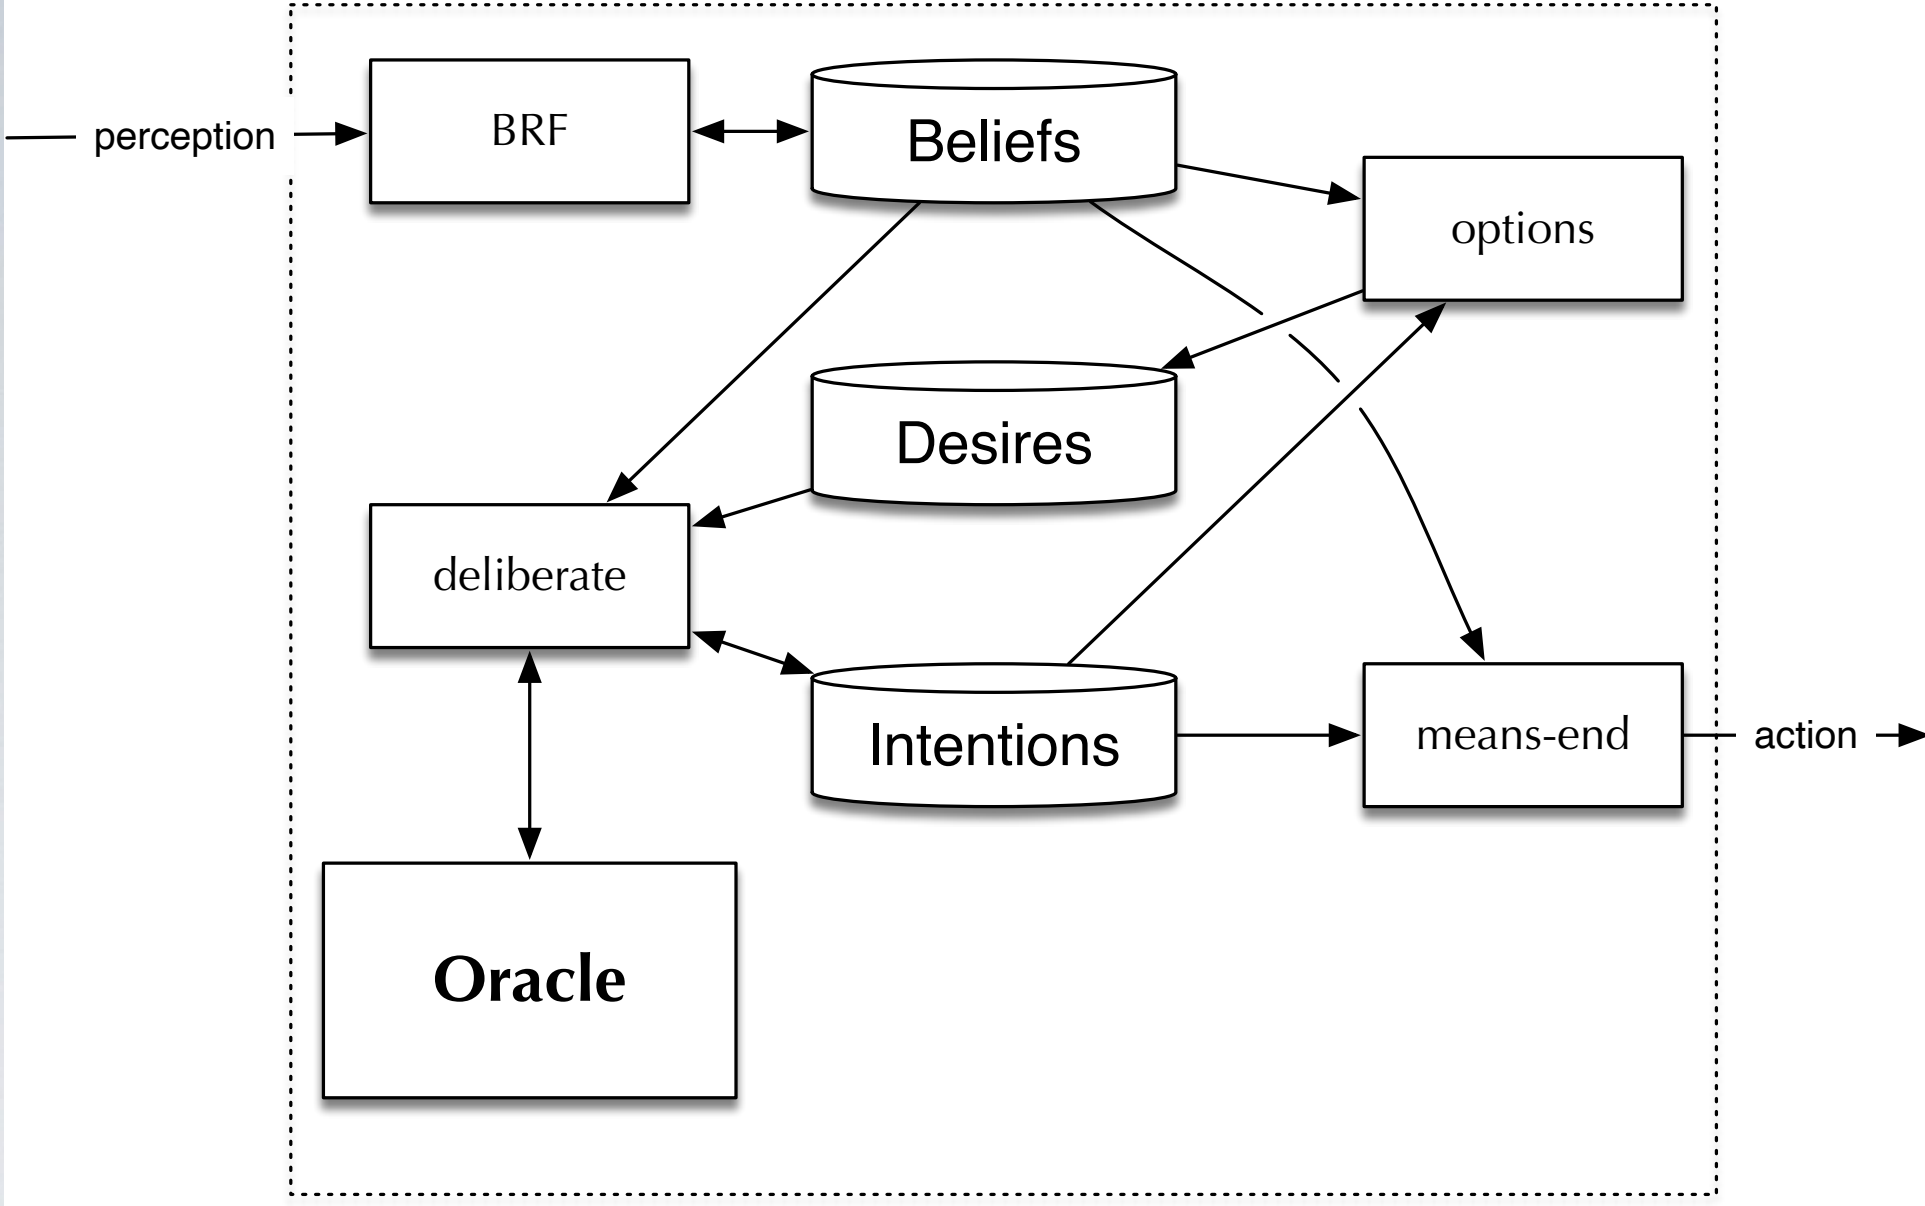 perception
BRF
Beliefs
options
Desires
deliberate
Intentions
means-end
action
Oracle